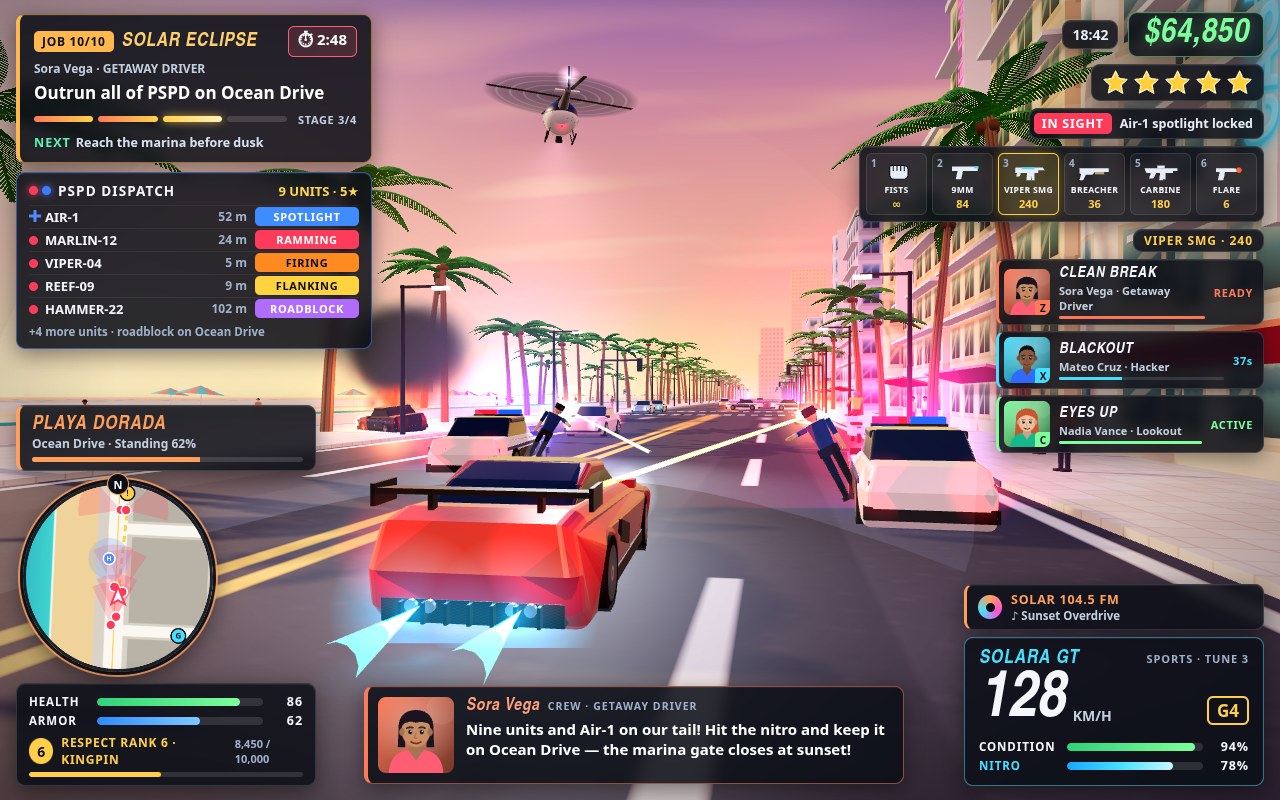 JOB 10/10 SOLAR ECLIPSE ⏱ 2:48
Sora Vega · GETAWAY DRIVER
Outrun all of PSPD on Ocean Drive
STAGE 3/4
NEXT Reach the marina before dusk
PSPD DISPATCH 9 UNITS · 5★
AIR-1 52 m SPOTLIGHT
MARLIN-12 24 m RAMMING
VIPER-04 5 m FIRING
REEF-09 9 m FLANKING
HAMMER-22 102 m ROADBLOCK
+4 more units · roadblock on Ocean Drive
PLAYA DORADA
Ocean Drive · Standing 62%
N
!
H
G
HEALTH 86
ARMOR 62
6 RESPECT RANK 6 · KINGPIN 8,450 / 10,000
18:42 $64,850
IN SIGHT Air-1 spotlight locked
1 FISTS ∞
2 9MM 84
3 VIPER SMG 240
4 BREACHER 36
5 CARBINE 180
6 FLARE 6
VIPER SMG · 240
CLEAN BREAK
Sora Vega · Getaway Driver
READY
Z
BLACKOUT
Mateo Cruz · Hacker
37s
X
EYES UP
Nadia Vance · Lookout
ACTIVE
C
Sora Vega CREW · GETAWAY DRIVER
Nine units and Air-1 on our tail! Hit the nitro and keep it
on Ocean Drive — the marina gate closes at sunset!
SOLAR 104.5 FM
♪ Sunset Overdrive
SOLARA GT SPORTS · TUNE 3
128 KM/H G4
CONDITION 94%
NITRO 78%